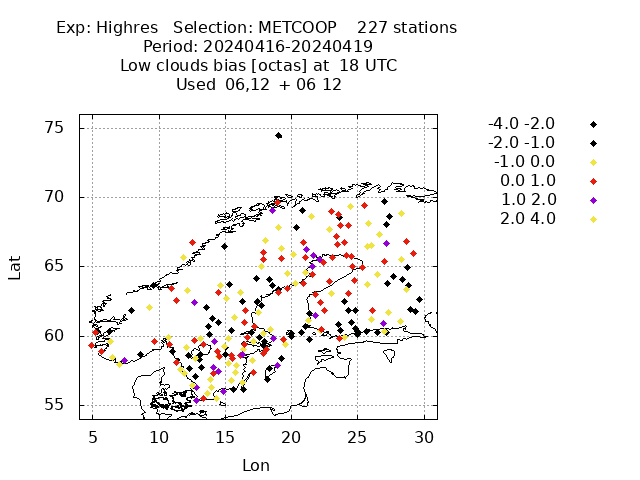 Exp: Highres   Selection: METCOOP    227 stations
Period: 20240416-20240419
Low clouds bias [octas] at  18 UTC
Used  06,12  + 06 12
-4.0 -2.0
-2.0 -1.0
-1.0 0.0
0.0 1.0
1.0 2.0
2.0 4.0
Lat
75
70
65
60
55
5 10 15 20 25 30
Lon